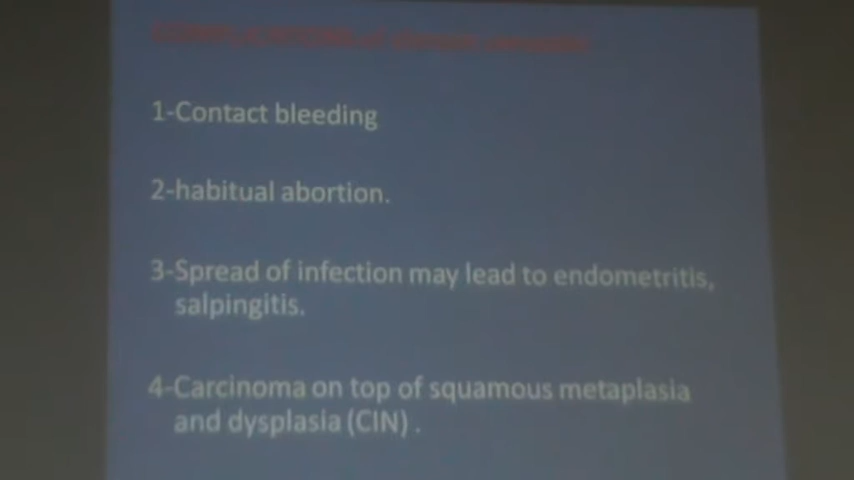 1-Contact bleeding
2-habitual abortion.
3-Spread of infection may lead to endometritis,
salpingitis.
4-Carcinoma on top of squamous metaplasia
and dysplasia (CIN) .